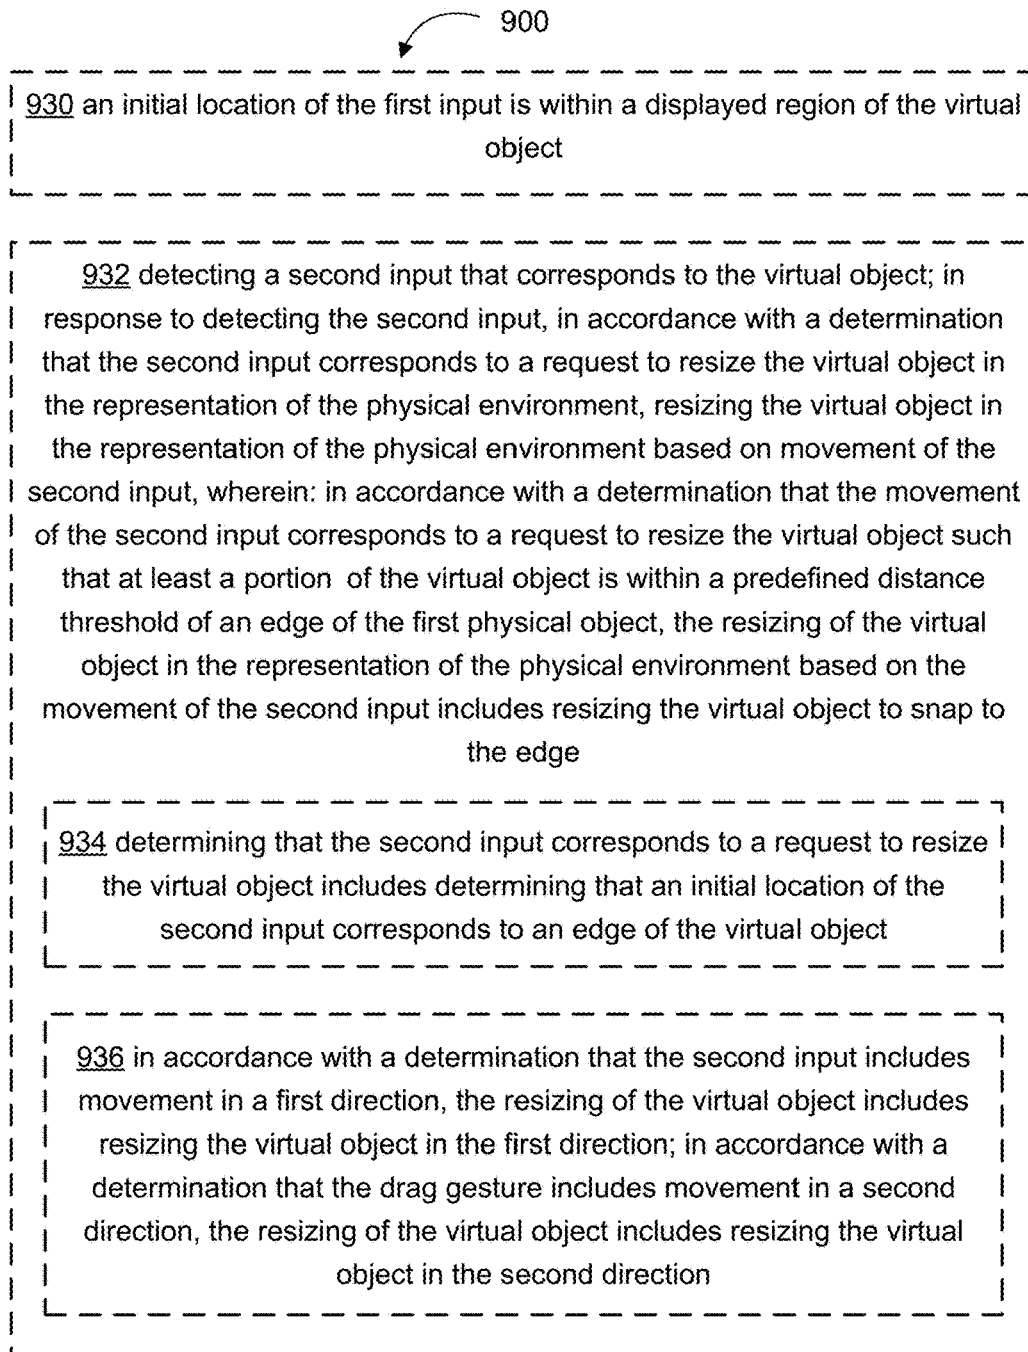 900
930 an initial location of the first input is within a displayed region of the virtual
object
932 detecting a second input that corresponds to the virtual object; in
response to detecting the second input, in accordance with a determination
that the second input corresponds to a request to resize the virtual object in
the representation of the physical environment, resizing the virtual object in
the representation of the physical environment based on movement of the
second input, wherein: in accordance with a determination that the movement
of the second input corresponds to a request to resize the virtual object such
that at least a portion of the virtual object is within a predefined distance
threshold of an edge of the first physical object, the resizing of the virtual
object in the representation of the physical environment based on the
movement of the second input includes resizing the virtual object to snap to
the edge
934 determining that the second input corresponds to a request to resize
the virtual object includes determining that an initial location of the
second input corresponds to an edge of the virtual object
936 in accordance with a determination that the second input includes
movement in a first direction, the resizing of the virtual object includes
resizing the virtual object in the first direction; in accordance with a
determination that the drag gesture includes movement in a second
direction, the resizing of the virtual object includes resizing the virtual
object in the second direction